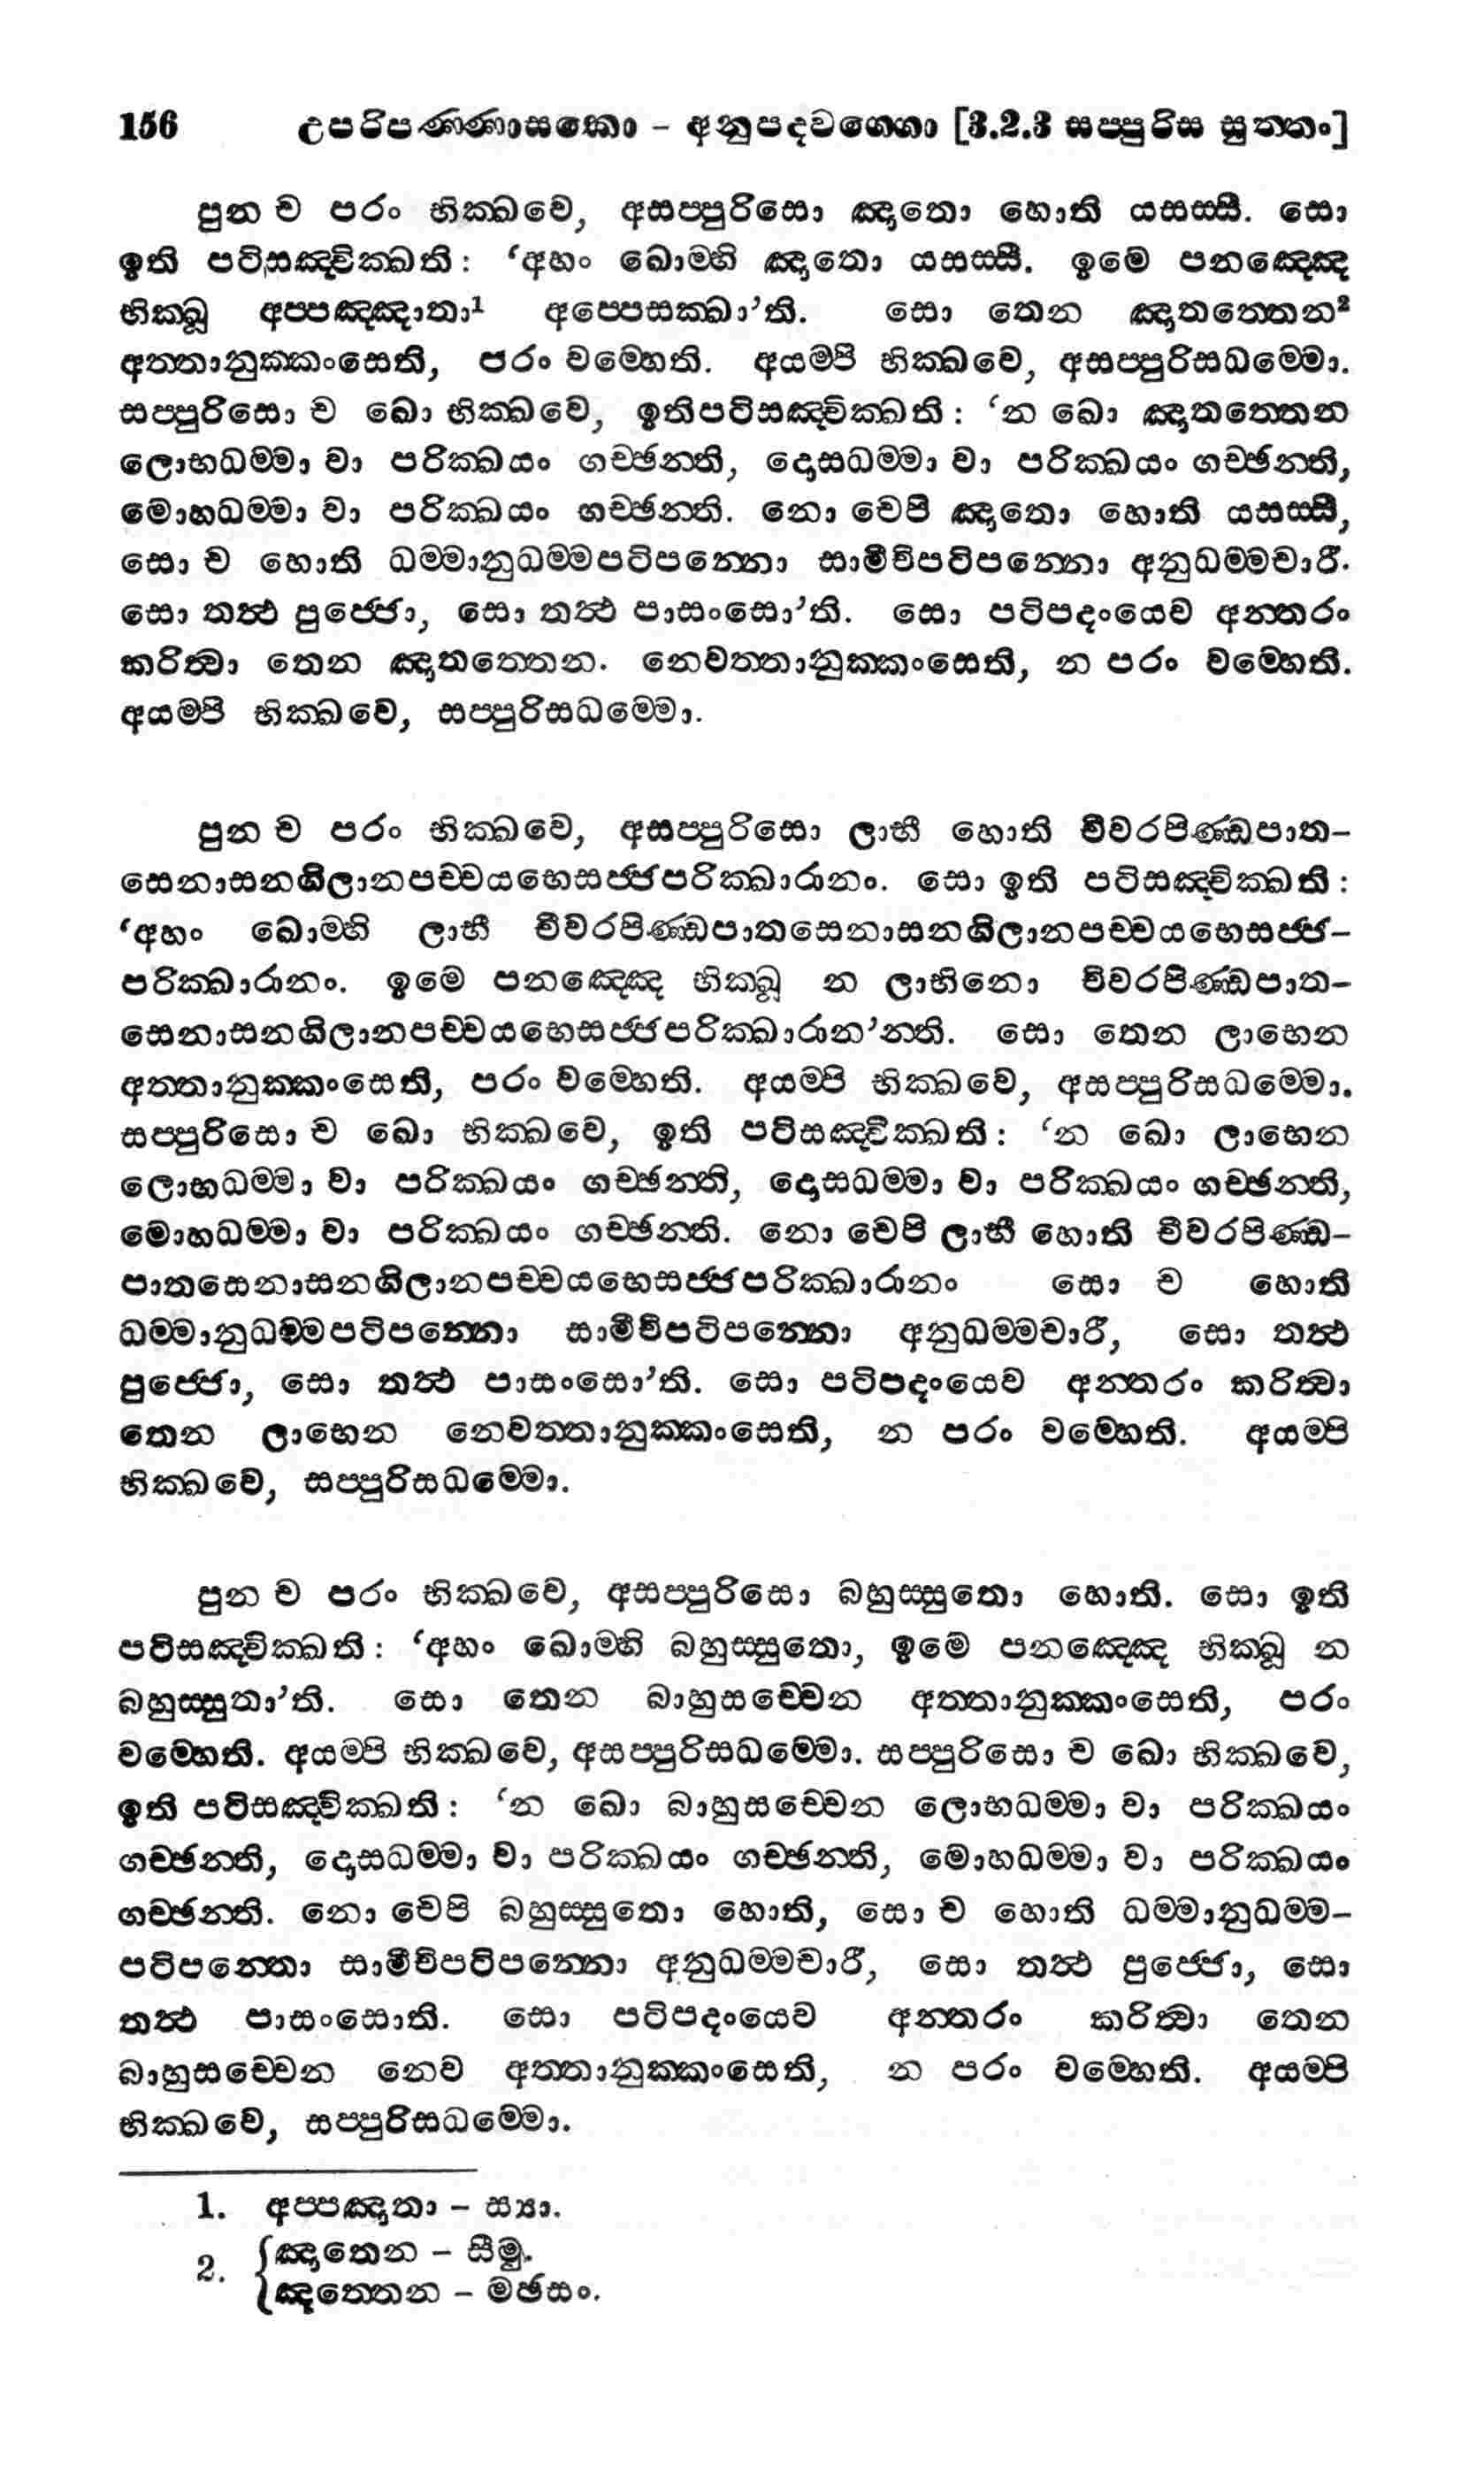 156 උපරිපණ්ණාසකො – අනුපදවග්ගො [3.2.3 සප්පුරිස සුත්තං]
පුන ච පරං භික්ඛවෙ, අසප්පුරිසො ඤාතො හොති යසස්සී. සො
ඉති පටිසඤ්චික්ඛති: ‘අහං ඛොම්හි ඤාතො යසස්සී. ඉමෙ පනඤ්ඤෙ
භික්ඛූ අප්පඤ්ඤාතා¹ අප්පෙසක්ඛා’ති. සො තෙන ඤාතත්තෙන²
අත්තානුක්කංසෙති, පරං වම්හෙති. අයම්පි භික්ඛවෙ, අසප්පුරිසධම්මො.
සප්පුරිසො ච ඛො භික්ඛවෙ, ඉතිපටිසඤ්චික්ඛති: ‘න ඛො ඤාතත්තෙන
ලොභධම්මා වා පරික්ඛයං ගච්ඡන්ති, දොසධම්මා වා පරික්ඛයං ගච්ඡන්ති,
මොහධම්මා වා පරික්ඛයං ගච්ඡන්ති. නො චෙපි ඤාතො හොති යසස්සී,
සො ච හොති ධම්මානුධම්මපටිපන්නො සාමීචිපටිපන්නො අනුධම්මචාරී.
සො තත්ථ පුජ්ජො, සො තත්ථ පාසංසො’ති. සො පටිපදංයෙව අන්තරං
කරිත්වා තෙන ඤාතත්තෙන. නෙවත්තානුක්කංසෙති, න පරං වම්හෙති.
අයම්පි භික්ඛවෙ, සප්පුරිසධම්මො.
පුන ච පරං භික්ඛවෙ, අසප්පුරිසො ලාභී හොති චීවරපිණ්ඩපාත–
සෙනාසනගිලානපච්චයභෙසජ්ජපරික්ඛාරානං. සො ඉති පටිසඤ්චික්ඛති:
‘අහං ඛොම්හි ලාභී චීවරපිණ්ඩපාතසෙනාසනගිලානපච්චයභෙසජ්ජ–
පරික්ඛාරානං. ඉමෙ පනඤ්ඤෙ භික්ඛූ න ලාභිනො චීවරපිණ්ඩපාත–
සෙනාසනගිලානපච්චයභෙසජ්ජපරික්ඛාරාන’න්ති. සො තෙන ලාභෙන
අත්තානුක්කංසෙති, පරං වම්හෙති. අයම්පි භික්ඛවෙ, අසප්පුරිසධම්මො.
සප්පුරිසො ච ඛො භික්ඛවෙ, ඉති පටිසඤ්චික්ඛති: ‘න ඛො ලාභෙන
ලොභධම්මා වා පරික්ඛයං ගච්ඡන්ති, දොසධම්මා වා පරික්ඛයං ගච්ඡන්ති,
මොහධම්මා වා පරික්ඛයං ගච්ඡන්ති. නො චෙපි ලාභී හොති චීවරපිණ්ඩ–
පාතසෙනාසනගිලානපච්චයභෙසජ්ජපරික්ඛාරානං සො ච හොති
ධම්මානුධම්මපටිපන්නො සාමීචිපටිපන්නො අනුධම්මචාරී, සො තත්ථ
පුජ්ජො, සො තත්ථ පාසංසො’ති. සො පටිපදංයෙව අන්තරං කරිත්වා
තෙන ලාභෙන නෙවත්තානුක්කංසෙති, න පරං වම්හෙති. අයම්පි
භික්ඛවෙ, සප්පුරිසධම්මො.
පුන ච පරං භික්ඛවෙ, අසප්පුරිසො බහුස්සුතො හොති. සො ඉති
පටිසඤ්චික්ඛති: ‘අහං ඛොම්හි බහුස්සුතො, ඉමෙ පනඤ්ඤෙ භික්ඛූ න
බහුස්සුතා’ති. සො තෙන බාහුසච්චෙන අත්තානුක්කංසෙති, පරං
වම්හෙති. අයම්පි භික්ඛවෙ, අසප්පුරිසධම්මො. සප්පුරිසො ච ඛො භික්ඛවෙ,
ඉති පටිසඤ්චික්ඛති: ‘න ඛො බාහුසච්චෙන ලොභධම්මා වා පරික්ඛයං
ගච්ඡන්ති, දොසධම්මා වා පරික්ඛයං ගච්ඡන්ති, මොහධම්මා වා පරික්ඛයං
ගච්ඡන්ති. නො චෙපි බහුස්සුතො හොති, සො ච හොති ධම්මානුධම්ම–
පටිපන්නො සාමීචිපටිපන්නො අනුධම්මචාරී, සො තත්ථ පුජ්ජො, සො
තත්ථ පාසංසොති. සො පටිපදංයෙව අන්තරං කරිත්වා තෙන
බාහුසච්චෙන නෙව අත්තානුක්කංසෙති, න පරං වම්හෙති. අයම්පි
භික්ඛවෙ, සප්පුරිසධම්මො.
1. අප්පඤාතා – ස්‍යා.
2. {ඤාතෙන – සීමු.
{ඤත්තෙන – මඡසං.